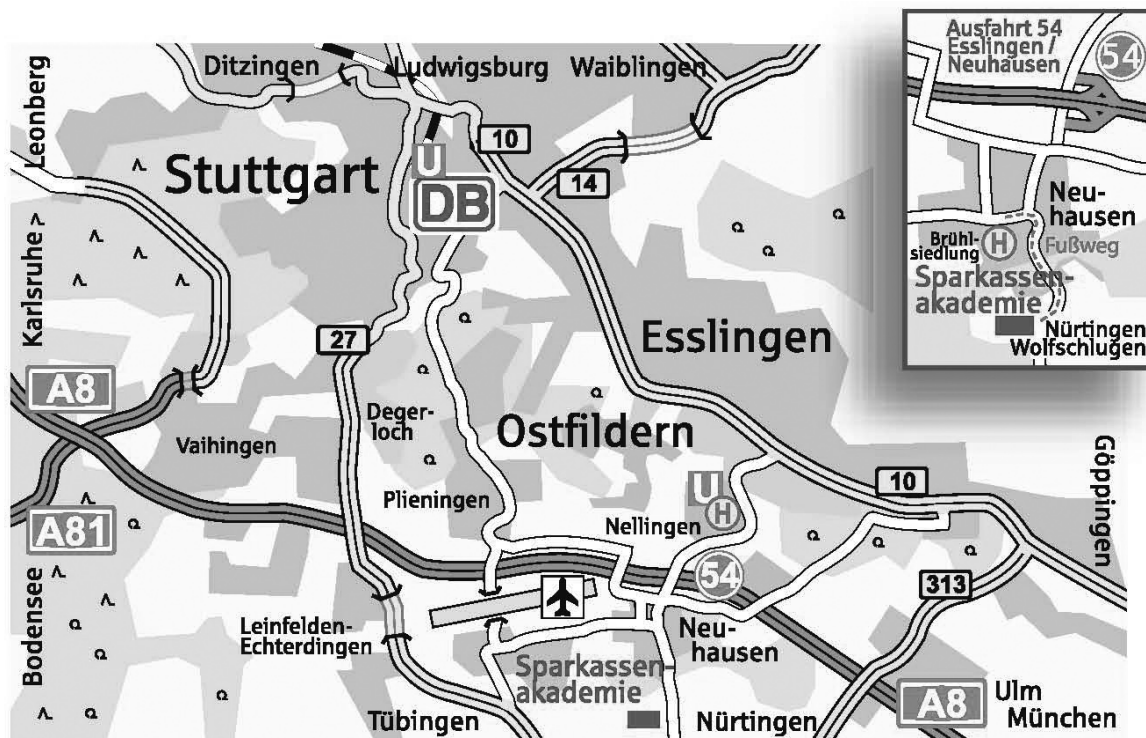 Ditzingen
Ludwigsburg
Waiblingen
Leonberg
Stuttgart
U
DB
10
14
Karlsruhe >
27
Esslingen
A8
Deger-
loch
Ostfildern
Vaihingen
Plieningen
U
H
Nellingen
10
Göppingen
A81
54
313
Bodensee
Leinfelden-
Echterdingen
Neu-
hausen
Sparkassen-
akademie
Tübingen
Nürtingen
A8
Ulm
München
Ausfahrt 54
Esslingen /
Neuhausen
54
Neu-
hausen
Brühl-
siedlung
H
Fußweg
Sparkassen-
akademie
Nürtingen
Wolfschlugen